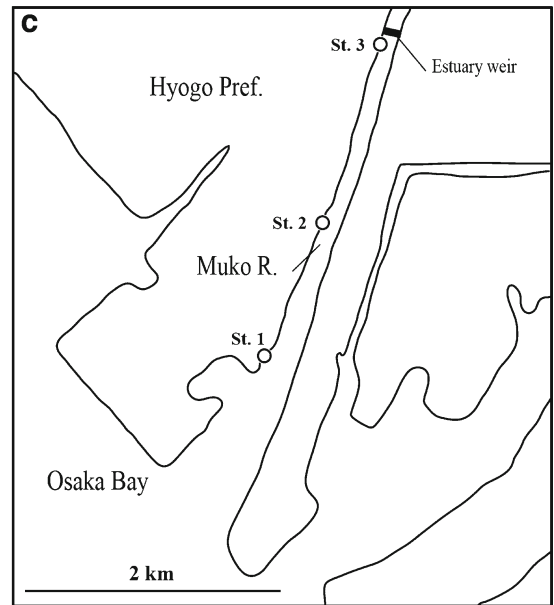 c
St. 3
Estuary weir
Hyogo Pref.
St. 2
Muko R.
St. 1
Osaka Bay
2 km